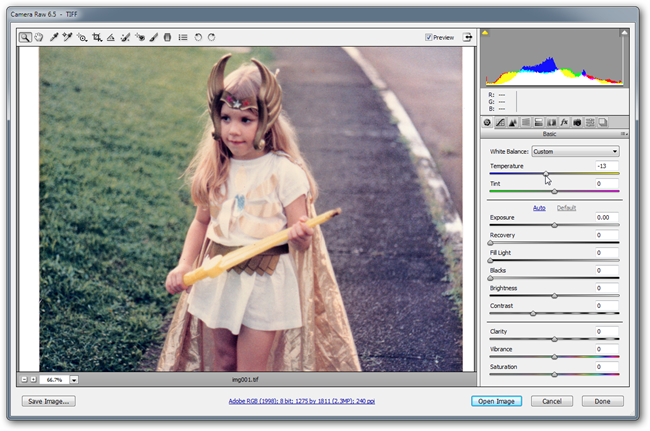 Camera Raw 6.5 - TIFF
Preview
R: ---
G: ---
B: ---
fx
Basic
White Balance: Custom
Temperature -13
Tint 0
Auto Default
Exposure 0.00
Recovery 0
Fill Light 0
Blacks 0
Brightness 0
Contrast 0
Clarity 0
Vibrance 0
Saturation 0
66.7% img001.tif
Save Image... Adobe RGB (1998); 8 bit; 1275 by 1811 (2.3MP); 240 ppi Open Image Cancel Done